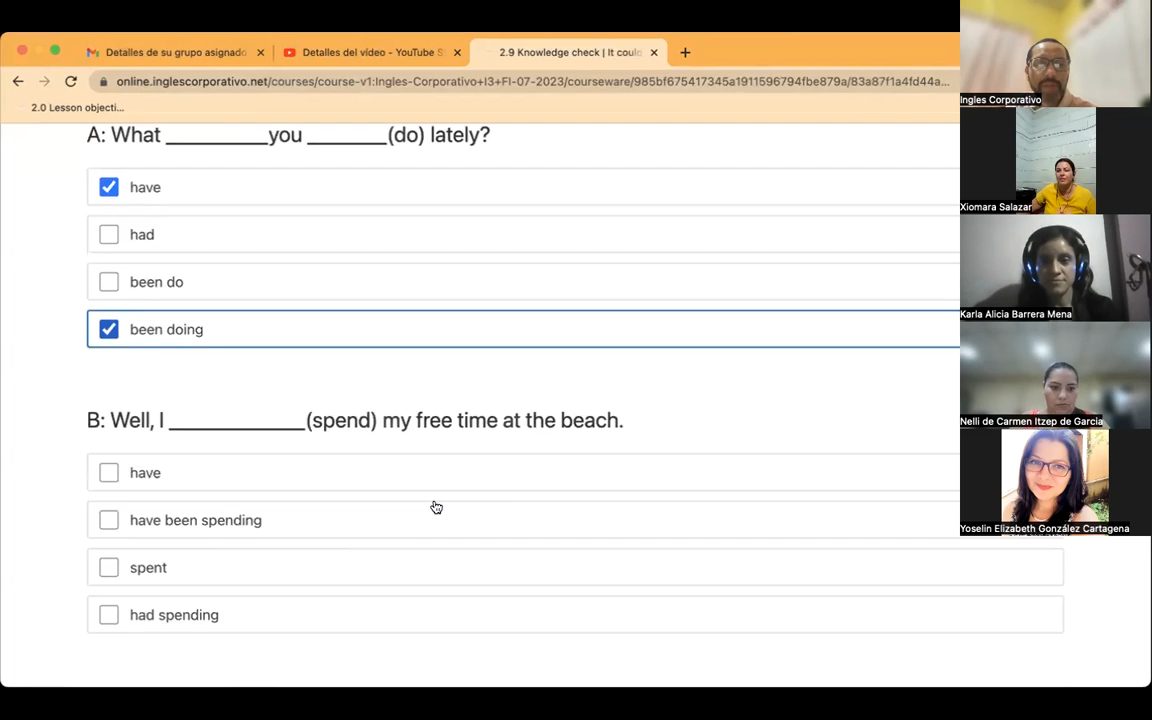 Detalles de su grupo asignado
Detalles del vídeo - YouTube S
2.9 Knowledge check | It could
online.inglescorporativo.net/courses/course-v1:Ingles-Corporativo+I3+FI-07-2023/courseware/985bf675417345a1911596794fbe879a/83a87f1a4fd44a...
2.0 Lesson objecti...
A: What __________you ________(do) lately?
have
had
been do
been doing
B: Well, I _____________(spend) my free time at the beach.
have
have been spending
spent
had spending
Ingles Corporativo
Xiomara Salazar
Karla Alicia Barrera Mena
Nelli de Carmen Itzep de Garcia
Yoselin Elizabeth González Cartagena